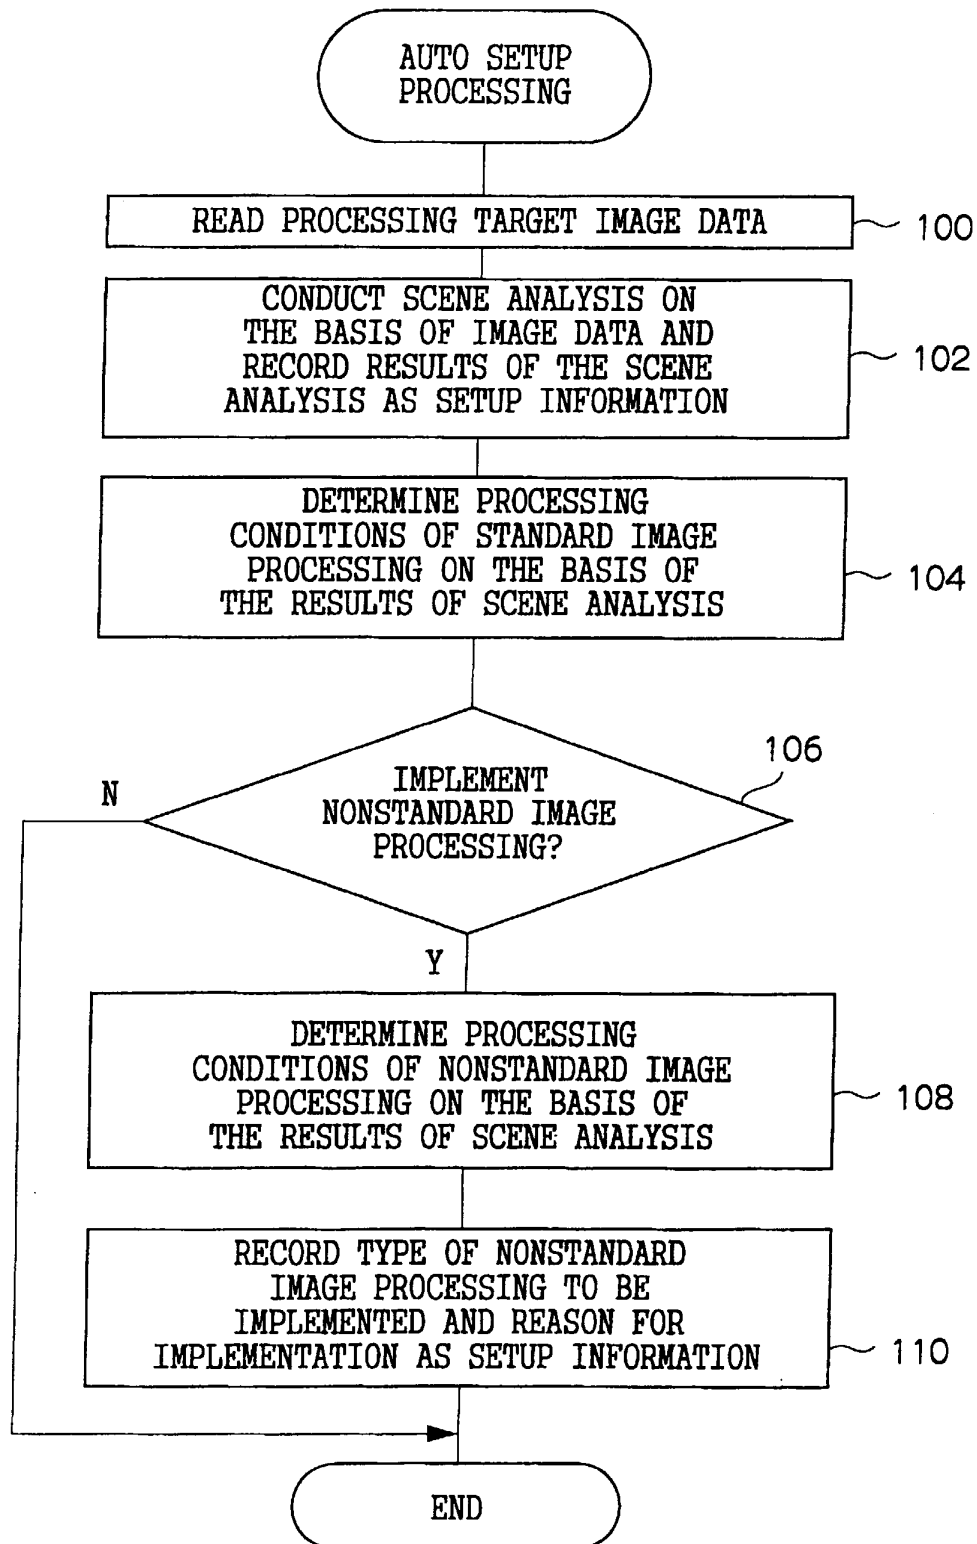 AUTO SETUP
PROCESSING
READ PROCESSING TARGET IMAGE DATA
100
CONDUCT SCENE ANALYSIS ON
THE BASIS OF IMAGE DATA AND
RECORD RESULTS OF THE SCENE
ANALYSIS AS SETUP INFORMATION
102
DETERMINE PROCESSING
CONDITIONS OF STANDARD IMAGE
PROCESSING ON THE BASIS OF
THE RESULTS OF SCENE ANALYSIS
104
106
N
IMPLEMENT
NONSTANDARD IMAGE
PROCESSING?
Y
DETERMINE PROCESSING
CONDITIONS OF NONSTANDARD IMAGE
PROCESSING ON THE BASIS OF
THE RESULTS OF SCENE ANALYSIS
108
RECORD TYPE OF NONSTANDARD
IMAGE PROCESSING TO BE
IMPLEMENTED AND REASON FOR
IMPLEMENTATION AS SETUP INFORMATION
110
END